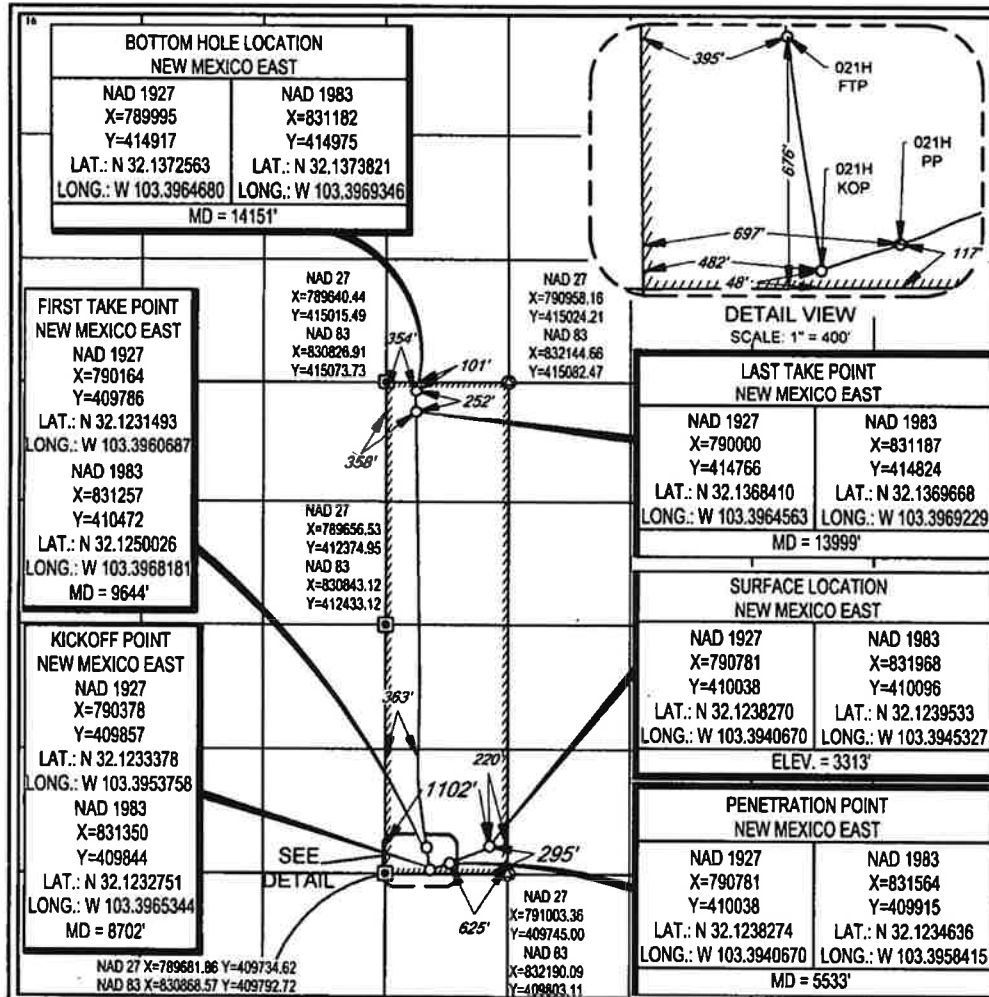 16
BOTTOM HOLE LOCATION
NEW MEXICO EAST
NAD 1927
X=789995
Y=414917
LAT.: N 32.1372563
LONG.: W 103.3964680
NAD 1983
X=831182
Y=414975
LAT.: N 32.1373821
LONG.: W 103.3969346
MD = 14151'
395'
021H
FTP
676'
021H
KOP
021H
PP
697'
482'
48'
117'
DETAIL VIEW
SCALE: 1" = 400'
FIRST TAKE POINT
NEW MEXICO EAST
NAD 1927
X=790164
Y=409786
LAT.: N 32.1231493
LONG.: W 103.3960687
NAD 1983
X=831257
Y=410472
LAT.: N 32.1250026
LONG.: W 103.3968181
MD = 9644'
NAD 27
X=789640.44
Y=415015.49
NAD 83
X=830826.91
Y=415073.73
354'
101'
252'
358'
NAD 27
X=790958.16
Y=415024.21
NAD 83
X=832144.66
Y=415082.47
LAST TAKE POINT
NEW MEXICO EAST
NAD 1927
X=790000
Y=414766
LAT.: N 32.1368410
LONG.: W 103.3964563
NAD 1983
X=831187
Y=414824
LAT.: N 32.1369668
LONG.: W 103.3969229
MD = 13999'
NAD 27
X=789656.53
Y=412374.95
NAD 83
X=830843.12
Y=412433.12
SURFACE LOCATION
NEW MEXICO EAST
NAD 1927
X=790781
Y=410038
LAT.: N 32.1238270
LONG.: W 103.3940670
NAD 1983
X=831968
Y=410096
LAT.: N 32.1239533
LONG.: W 103.3945327
ELEV. = 3313'
KICKOFF POINT
NEW MEXICO EAST
NAD 1927
X=790378
Y=409857
LAT.: N 32.1233378
LONG.: W 103.3953758
NAD 1983
X=831350
Y=409844
LAT.: N 32.1232751
LONG.: W 103.3965344
MD = 8702'
363'
220'
1102'
295'
625'
SEE
DETAIL
PENETRATION POINT
NEW MEXICO EAST
NAD 1927
X=790781
Y=410038
LAT.: N 32.1238274
LONG.: W 103.3940670
NAD 1983
X=831564
Y=409915
LAT.: N 32.1234636
LONG.: W 103.3958415
MD = 5533'
NAD 27
X=791003.36
Y=409745.00
NAD 83
X=832190.09
Y=409803.11
NAD 27 X=789681.86 Y=409734.62
NAD 83 X=830868.57 Y=409792.72